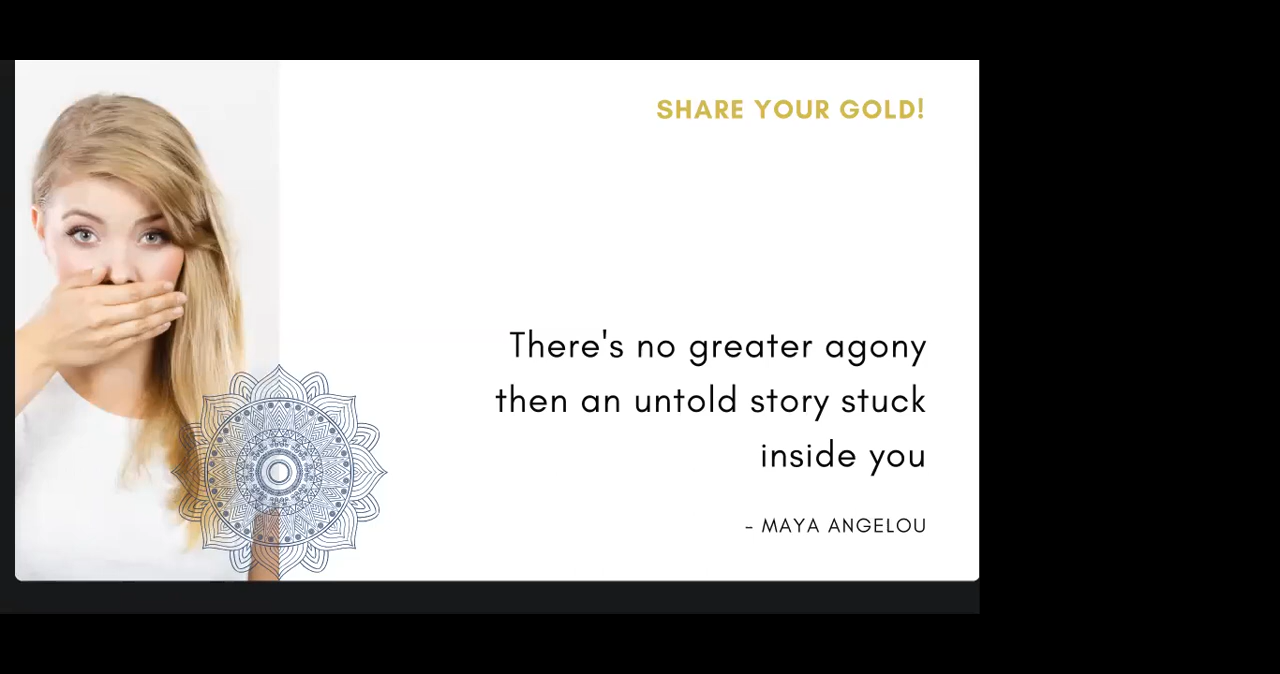 SHARE YOUR GOLD!
There's no greater agony
then an untold story stuck
inside you
- MAYA ANGELOU